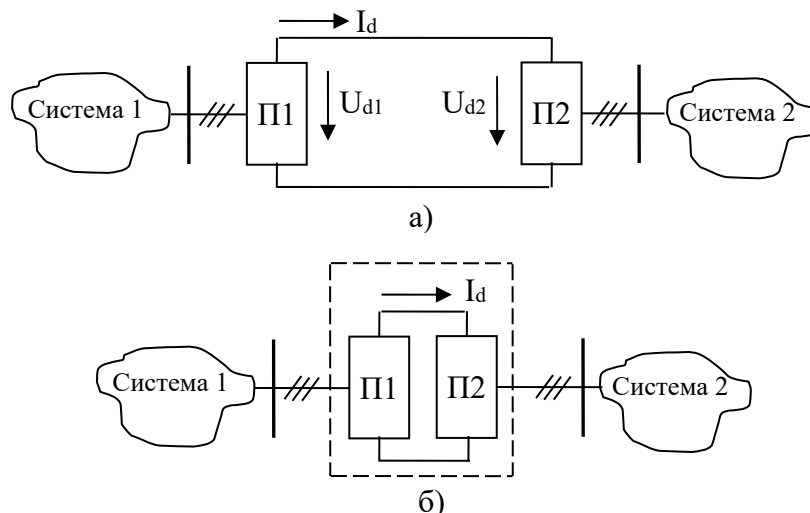 I_d
Система 1
П1
U_d1
U_d2
П2
Система 2
а)
I_d
Система 1
П1
П2
Система 2
б)